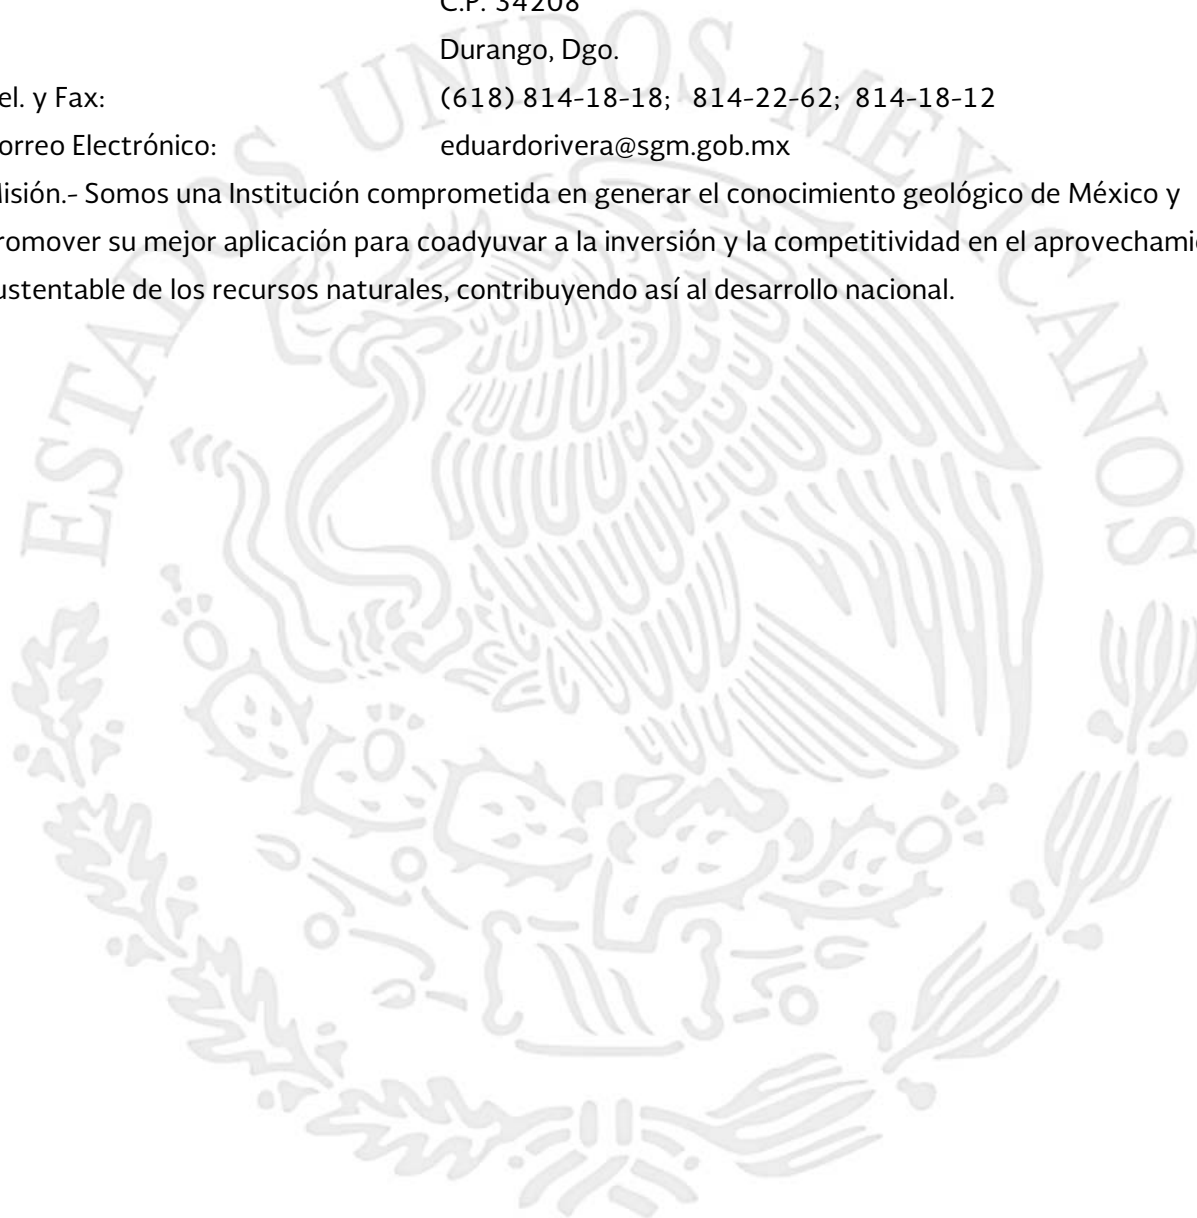 C.P. 34208
Durango, Dgo.
el. y Fax: (618) 814-18-18; 814-22-62; 814-18-12
orreo Electrónico: eduardorivera@sgm.gob.mx
isión.- Somos una Institución comprometida en generar el conocimiento geológico de México y
romover su mejor aplicación para coadyuvar a la inversión y la competitividad en el aprovechami
ustentable de los recursos naturales, contribuyendo así al desarrollo nacional.
ESTADOS UNIDOS MEXICANOS